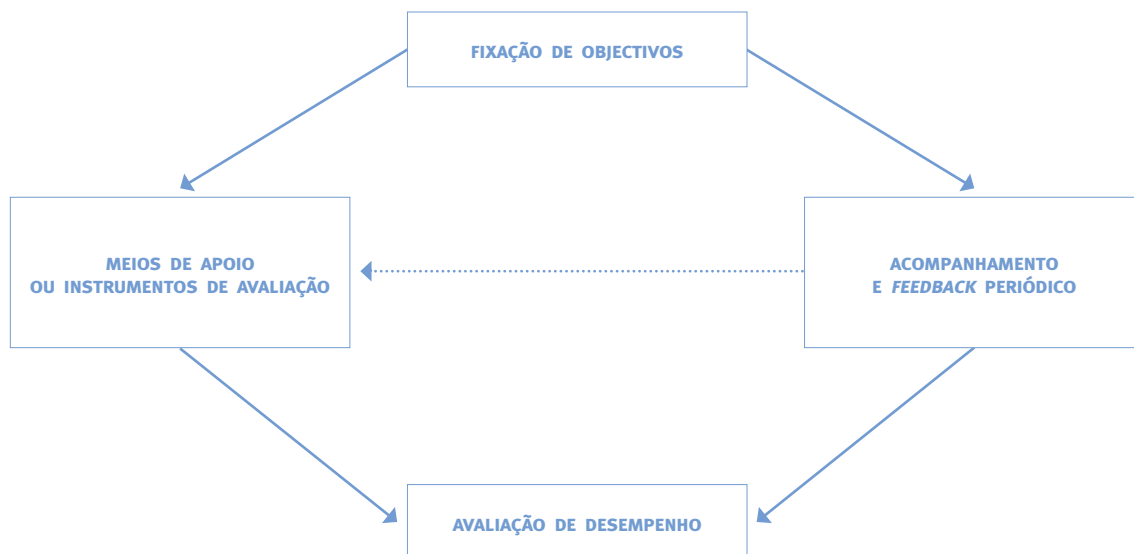 FIXAÇÃO DE OBJECTIVOS
MEIOS DE APOIO
OU INSTRUMENTOS DE AVALIAÇÃO
ACOMPANHAMENTO
E FEEDBACK PERIÓDICO
AVALIAÇÃO DE DESEMPENHO